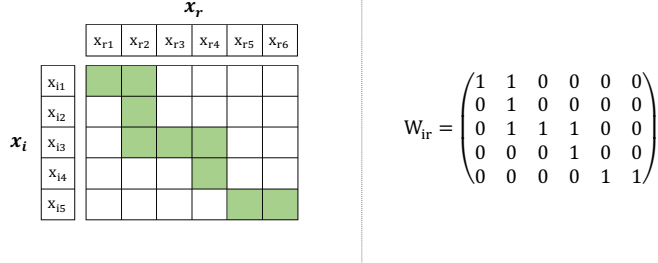 x_r
x_r1 x_r2 x_r3 x_r4 x_r5 x_r6
x_i1
x_i2
x_i
x_i3
x_i4
x_i5
W_ir =
1 1 0 0 0 0
0 1 0 0 0 0
0 1 1 1 0 0
0 0 0 1 0 0
0 0 0 0 1 1